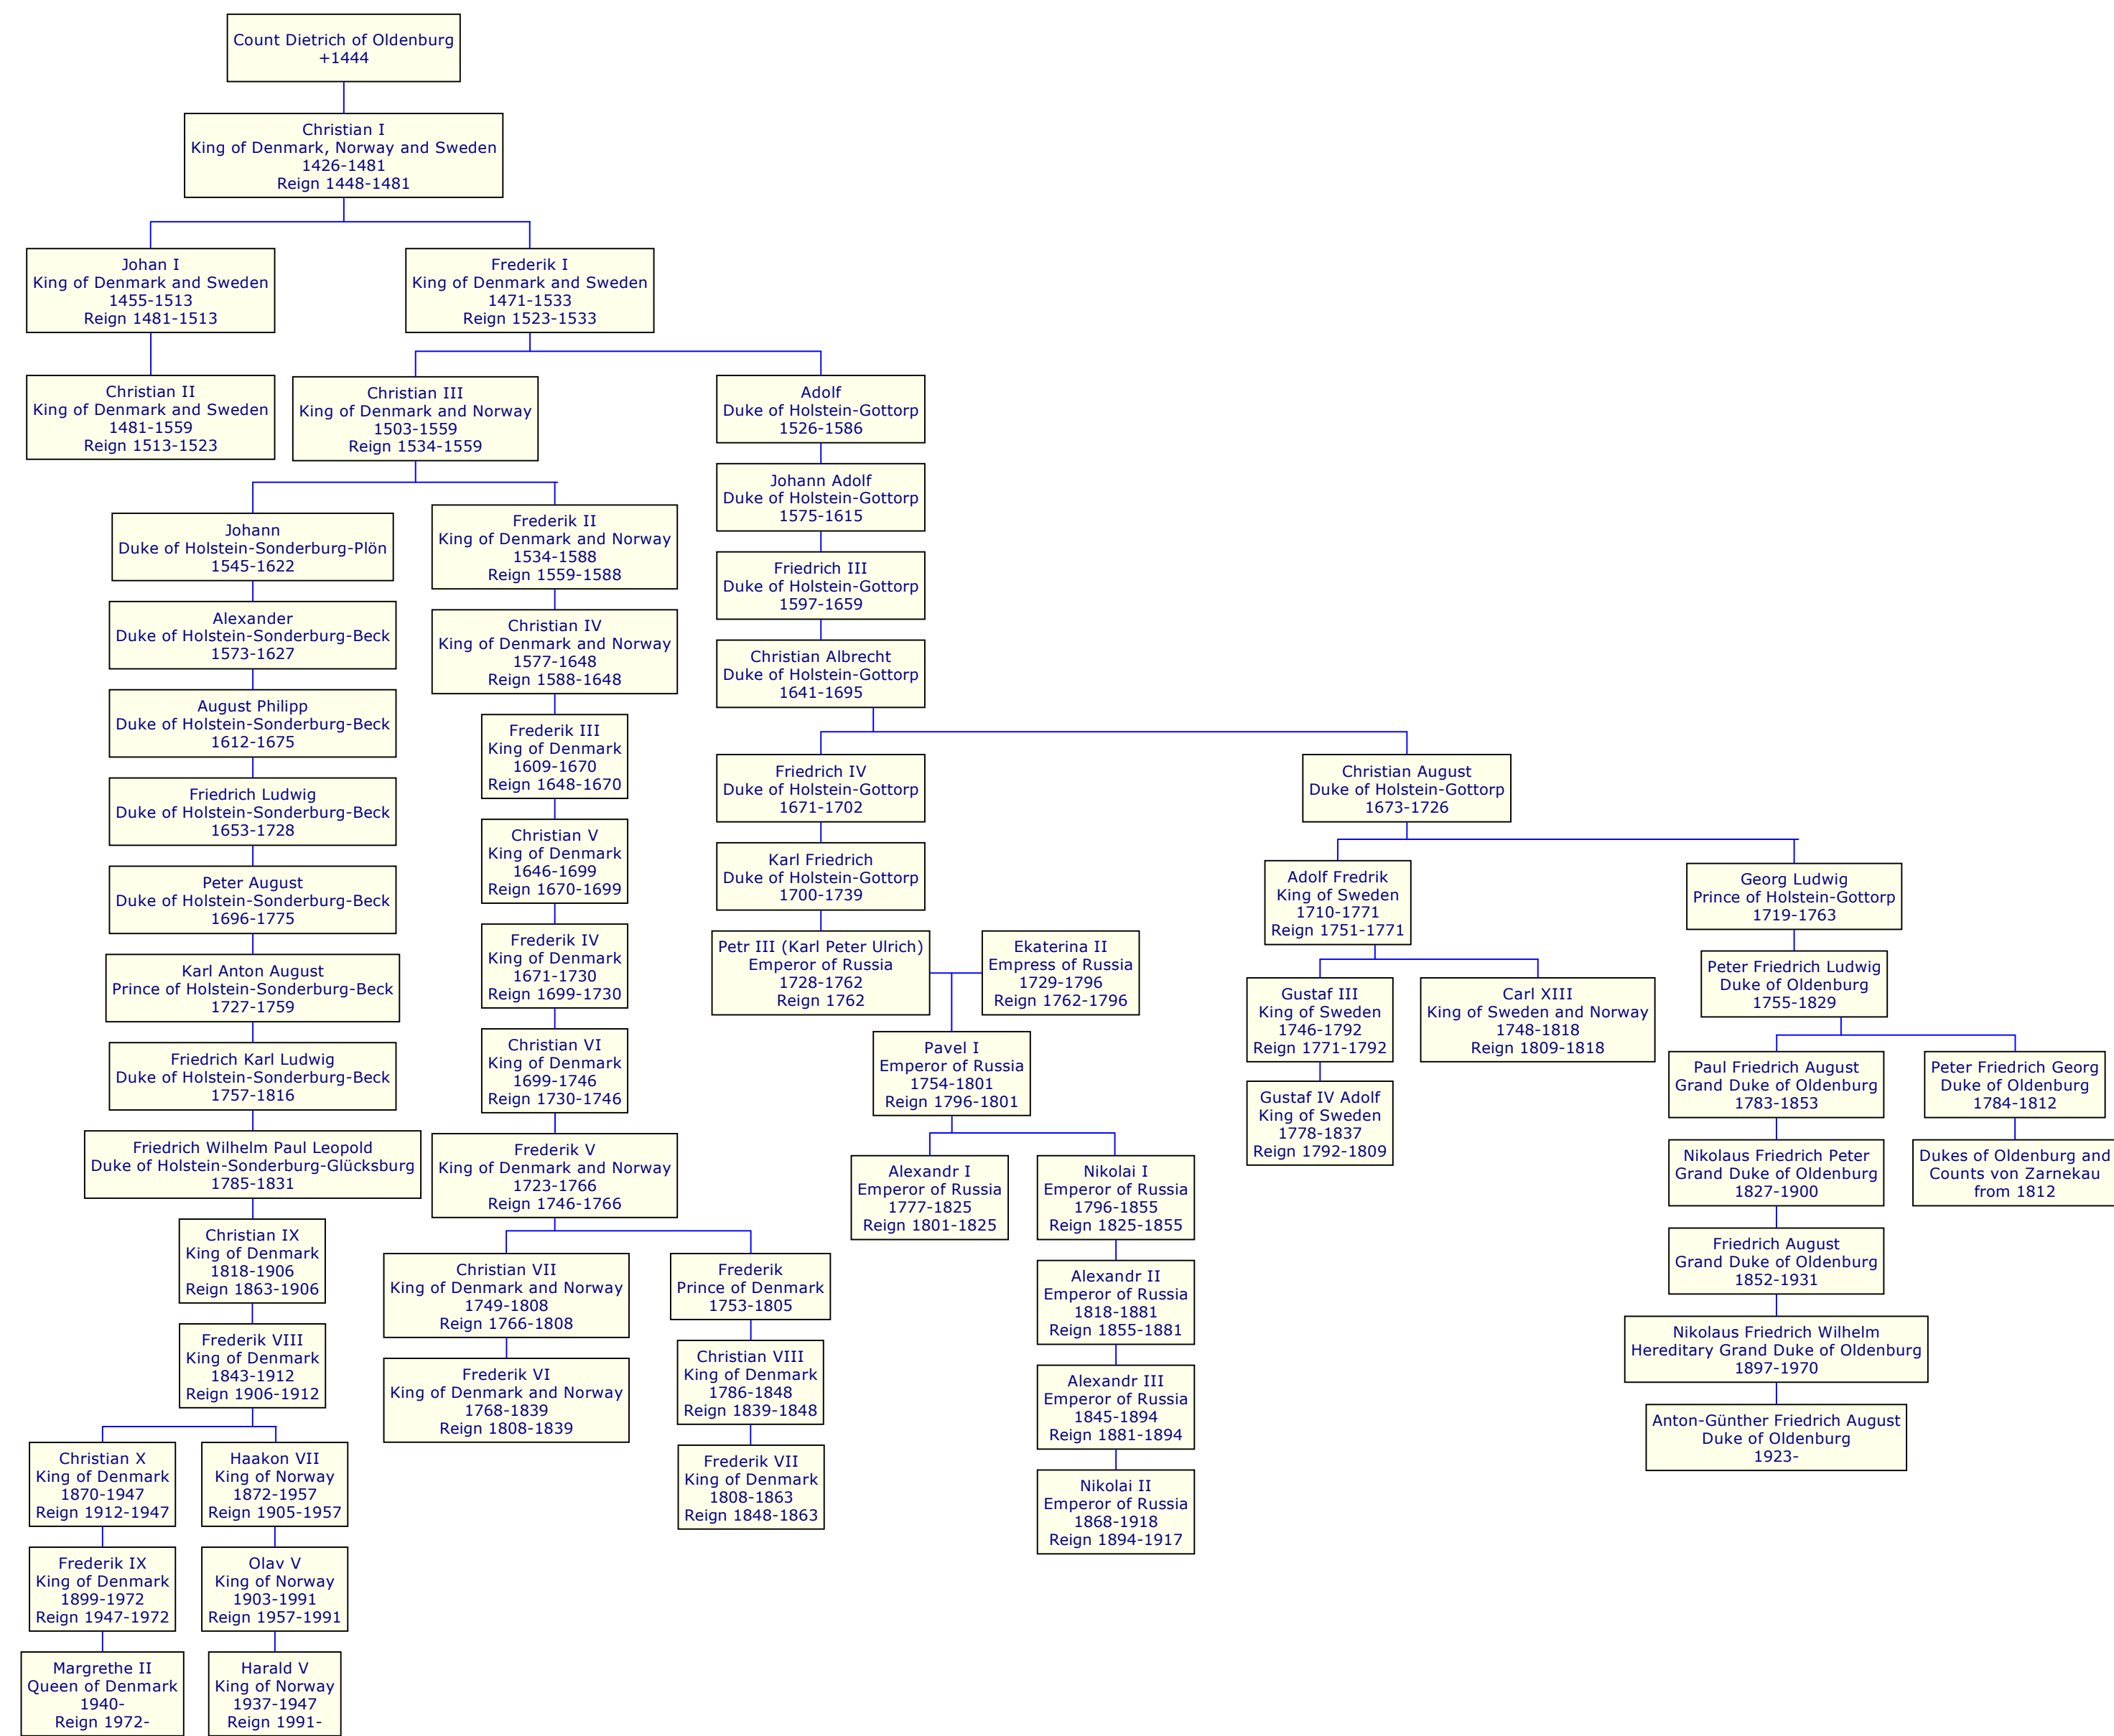 Count Dietrich of Oldenburg
+1444
Christian I
King of Denmark, Norway and Sweden
1426-1481
Reign 1448-1481
Johan I
King of Denmark and Sweden
1455-1513
Reign 1481-1513
Frederik I
King of Denmark and Sweden
1471-1533
Reign 1523-1533
Christian II
King of Denmark and Sweden
1481-1559
Reign 1513-1523
Christian III
King of Denmark and Norway
1503-1559
Reign 1534-1559
Adolf
Duke of Holstein-Gottorp
1526-1586
Johann Adolf
Duke of Holstein-Gottorp
1575-1615
Friedrich III
Duke of Holstein-Gottorp
1597-1659
Christian Albrecht
Duke of Holstein-Gottorp
1641-1695
Johann
Duke of Holstein-Sonderburg-Plön
1545-1622
Alexander
Duke of Holstein-Sonderburg-Beck
1573-1627
August Philipp
Duke of Holstein-Sonderburg-Beck
1612-1675
Friedrich Ludwig
Duke of Holstein-Sonderburg-Beck
1653-1728
Peter August
Duke of Holstein-Sonderburg-Beck
1696-1775
Karl Anton August
Prince of Holstein-Sonderburg-Beck
1727-1759
Friedrich Karl Ludwig
Duke of Holstein-Sonderburg-Beck
1757-1816
Friedrich Wilhelm Paul Leopold
Duke of Holstein-Sonderburg-Glücksburg
1785-1831
Christian IX
King of Denmark
1818-1906
Reign 1863-1906
Frederik VIII
King of Denmark
1843-1912
Reign 1906-1912
Christian X
King of Denmark
1870-1947
Reign 1912-1947
Haakon VII
King of Norway
1872-1957
Reign 1905-1957
Frederik IX
King of Denmark
1899-1972
Reign 1947-1972
Olav V
King of Norway
1903-1991
Reign 1957-1991
Margrethe II
Queen of Denmark
1940-
Reign 1972-
Harald V
King of Norway
1937-1947
Reign 1991-
Frederik II
King of Denmark and Norway
1534-1588
Reign 1559-1588
Christian IV
King of Denmark and Norway
1577-1648
Reign 1588-1648
Frederik III
King of Denmark
1609-1670
Reign 1648-1670
Christian V
King of Denmark
1646-1699
Reign 1670-1699
Frederik IV
King of Denmark
1671-1730
Reign 1699-1730
Christian VI
King of Denmark
1699-1746
Reign 1730-1746
Frederik V
King of Denmark and Norway
1723-1766
Reign 1746-1766
Christian VII
King of Denmark and Norway
1749-1808
Reign 1766-1808
Frederik VI
King of Denmark and Norway
1768-1839
Reign 1808-1839
Frederik
Prince of Denmark
1753-1805
Christian VIII
King of Denmark
1786-1848
Reign 1839-1848
Frederik VII
King of Denmark
1808-1863
Reign 1848-1863
Friedrich IV
Duke of Holstein-Gottorp
1671-1702
Karl Friedrich
Duke of Holstein-Gottorp
1700-1739
Petr III (Karl Peter Ulrich)
Emperor of Russia
1728-1762
Reign 1762
Ekaterina II
Empress of Russia
1729-1796
Reign 1762-1796
Pavel I
Emperor of Russia
1754-1801
Reign 1796-1801
Alexandr I
Emperor of Russia
1777-1825
Reign 1801-1825
Nikolai I
Emperor of Russia
1796-1855
Reign 1825-1855
Alexandr II
Emperor of Russia
1818-1881
Reign 1855-1881
Alexandr III
Emperor of Russia
1845-1894
Reign 1881-1894
Nikolai II
Emperor of Russia
1868-1918
Reign 1894-1917
Christian August
Duke of Holstein-Gottorp
1673-1726
Adolf Fredrik
King of Sweden
1710-1771
Reign 1751-1771
Gustaf III
King of Sweden
1746-1792
Reign 1771-1792
Carl XIII
King of Sweden and Norway
1748-1818
Reign 1809-1818
Gustaf IV Adolf
King of Sweden
1778-1837
Reign 1792-1809
Georg Ludwig
Prince of Holstein-Gottorp
1719-1763
Peter Friedrich Ludwig
Duke of Oldenburg
1755-1829
Paul Friedrich August
Grand Duke of Oldenburg
1783-1853
Peter Friedrich Georg
Duke of Oldenburg
1784-1812
Nikolaus Friedrich Peter
Grand Duke of Oldenburg
1827-1900
Dukes of Oldenburg and
Counts von Zarnekau
from 1812
Friedrich August
Grand Duke of Oldenburg
1852-1931
Nikolaus Friedrich Wilhelm
Hereditary Grand Duke of Oldenburg
1897-1970
Anton-Günther Friedrich August
Duke of Oldenburg
1923-